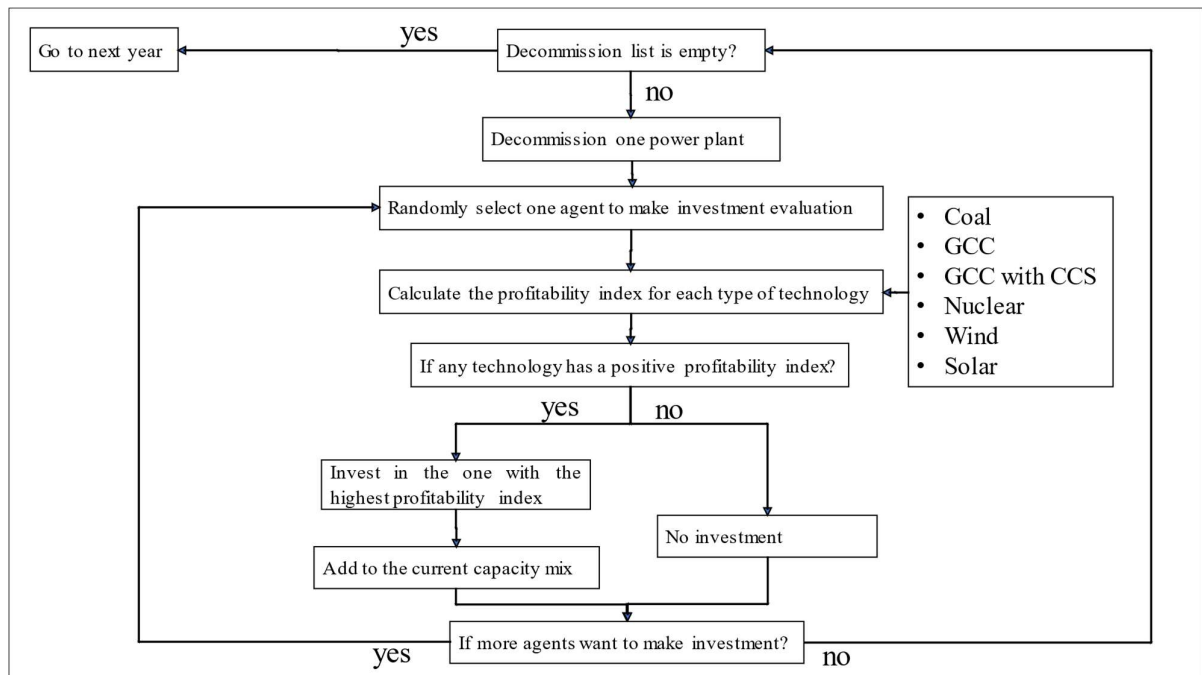 yes
Go to next year
Decommission list is empty?
no
Decommission one power plant
Randomly select one agent to make investment evaluation
• Coal
• GCC
• GCC with CCS
• Nuclear
• Wind
• Solar
Calculate the profitability index for each type of technology
If any technology has a positive profitability index?
yes
no
Invest in the one with the
highest profitability index
No investment
Add to the current capacity mix
If more agents want to make investment?
yes
no